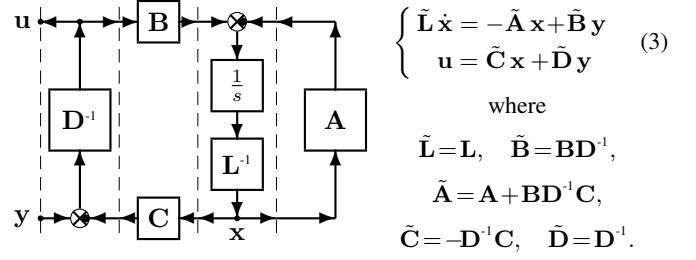 u
B
D⁻¹
1/s
A
L⁻¹
y
C
x
{ L̃ ẋ = −Ã x+B̃ y
u = C̃ x+D̃ y
(3)
where
L̃=L, B̃=BD⁻¹,
Ã=A+BD⁻¹C,
C̃=−D⁻¹C, D̃=D⁻¹.